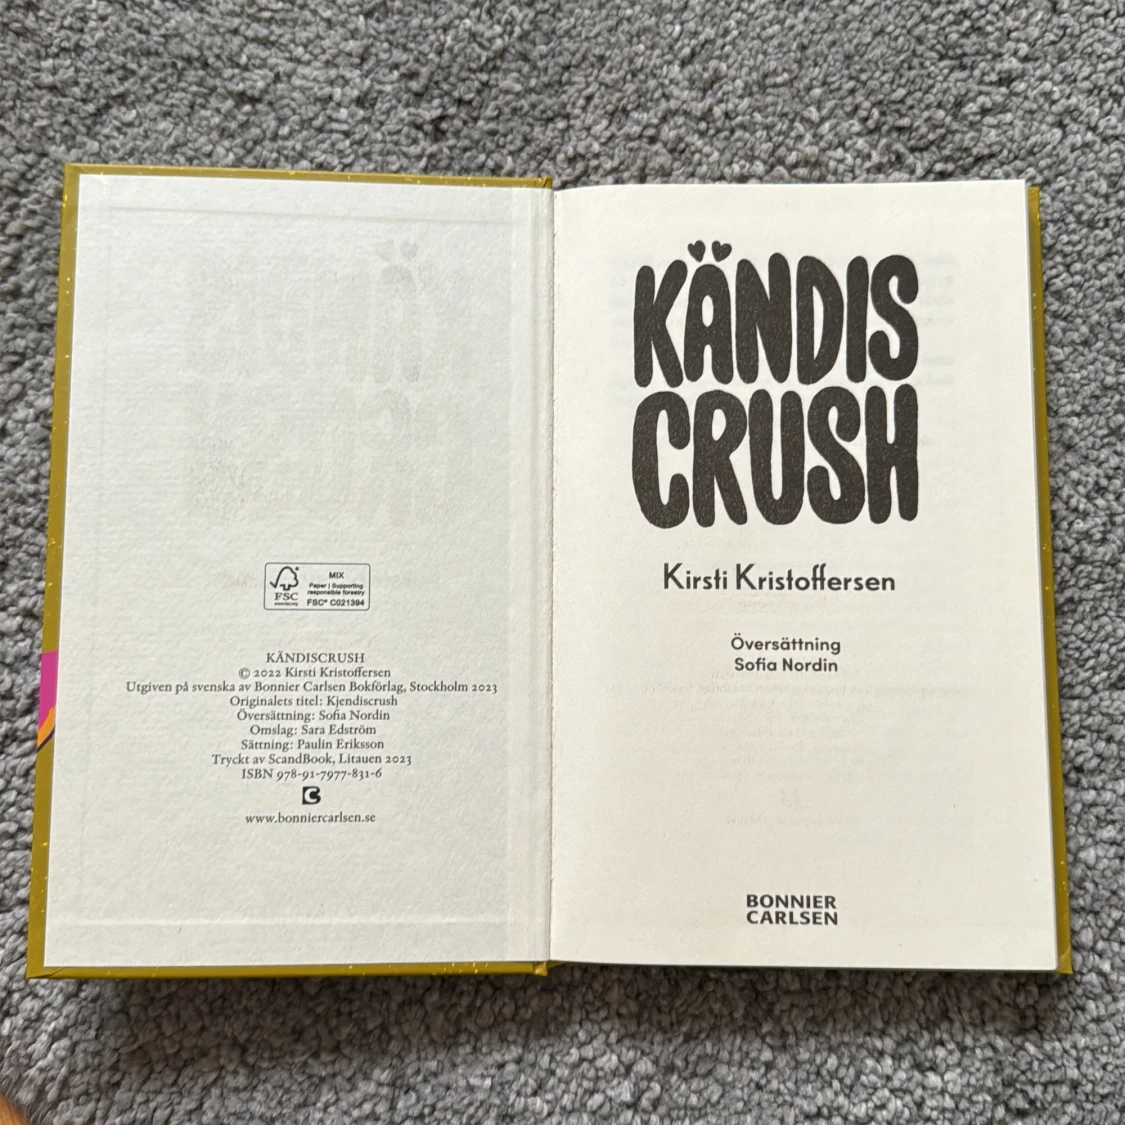 MIX
Paper | Supporting
responsible forestry
FSC
www.fsc.org
FSC® C021394
KÄNDISCRUSH
© 2022 Kirsti Kristoffersen
Utgiven på svenska av Bonnier Carlsen Bokförlag, Stockholm 2023
Originalets titel: Kjendiscrush
Översättning: Sofia Nordin
Omslag: Sara Edström
Sättning: Paulin Eriksson
Tryckt av ScandBook, Litauen 2023
ISBN 978-91-7977-831-6
www.bonniercarlsen.se
KÄNDIS
CRUSH
Kirsti Kristoffersen
Översättning
Sofia Nordin
BONNIER
CARLSEN